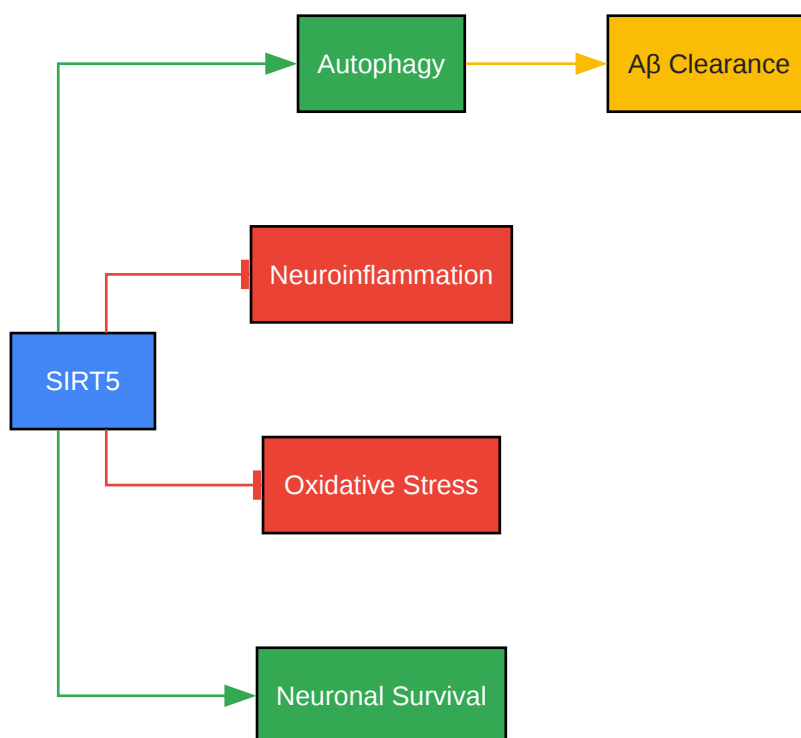 Autophagy
Aβ Clearance
Neuroinflammation
SIRT5
Oxidative Stress
Neuronal Survival